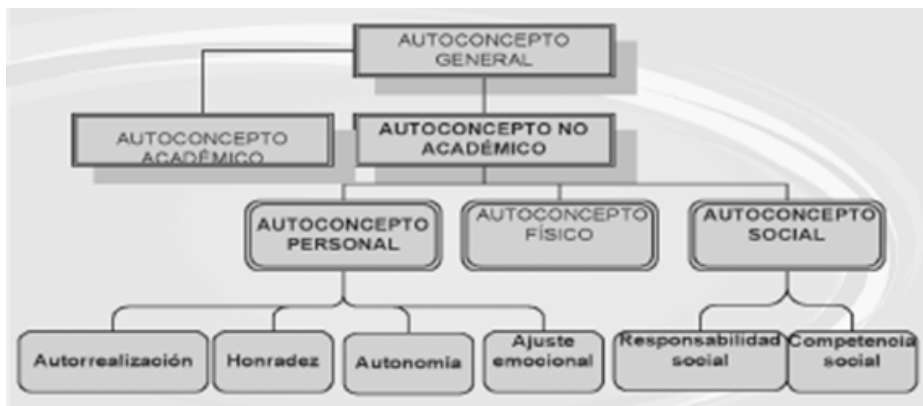 AUTOCONCEPTO
GENERAL
AUTOCONCEPTO
ACADÉMICO
AUTOCONCEPTO NO
ACADÉMICO
AUTOCONCEPTO
PERSONAL
AUTOCONCEPTO
FÍSICO
AUTOCONCEPTO
SOCIAL
Autorrealización
Honradez
Autonomia
Ajuste
emocional
Responsabilidad
social
Competencia
social